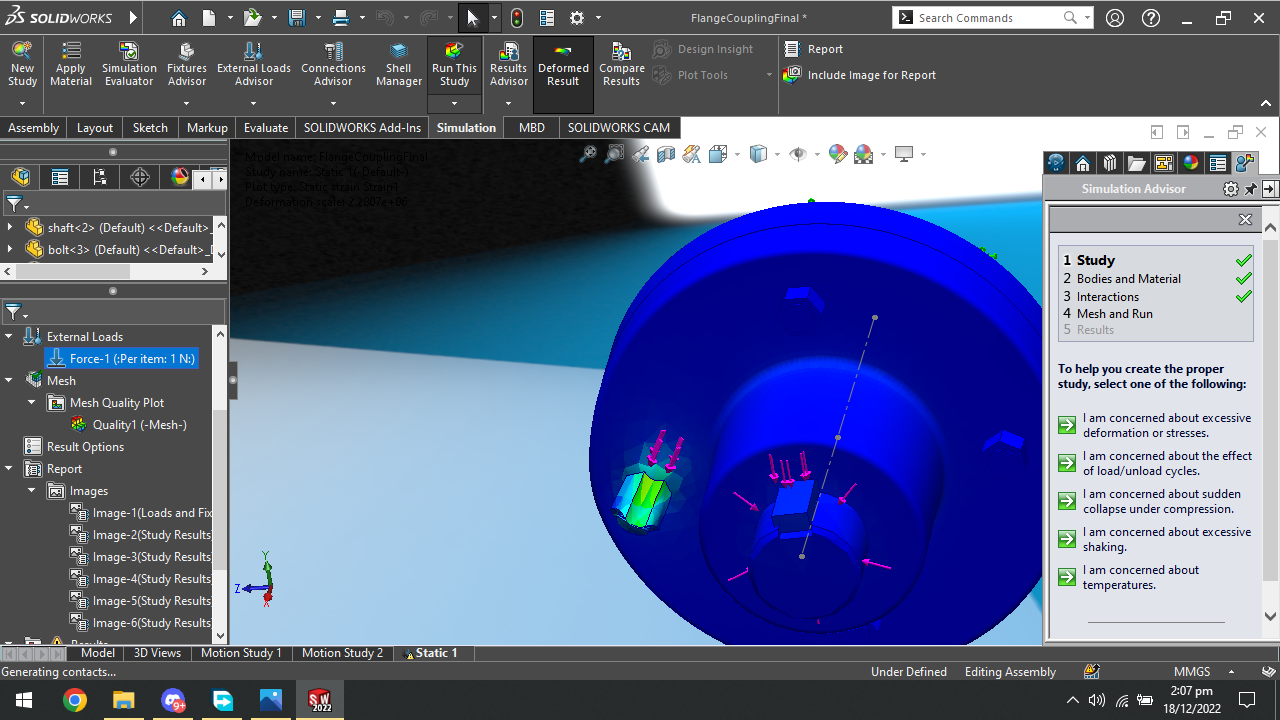 SOLIDWORKS
FlangeCouplingFinal *
Search Commands
New Study
Apply Material
Simulation Evaluator
Fixtures Advisor
External Loads Advisor
Connections Advisor
Shell Manager
Run This Study
Results Advisor
Deformed Result
Compare Results
Design Insight
Plot Tools
Report
Include Image for Report
Assembly
Layout
Sketch
Markup
Evaluate
SOLIDWORKS Add-Ins
Simulation
MBD
SOLIDWORKS CAM
shaft<2> (Default) <<Default>_
bolt<3> (Default) <<Default>_D
External Loads
Force-1 (:Per item: 1 N:)
Mesh
Mesh Quality Plot
Quality1 (-Mesh-)
Result Options
Report
Images
Image-1(Loads and Fix
Image-2(Study Results
Image-3(Study Results
Image-4(Study Results
Image-5(Study Results
Image-6(Study Results
Results
Model name: FlangeCouplingFinal
Study name: Static 1(-Default-)
Plot type: Static strain Strain1
Deformation scale: 2.2807e+06
Y
Z
X
Simulation Advisor
1 Study
2 Bodies and Material
3 Interactions
4 Mesh and Run
5 Results
To help you create the proper
study, select one of the following:
I am concerned about excessive
deformation or stresses.
I am concerned about the effect
of load/unload cycles.
I am concerned about sudden
collapse under compression.
I am concerned about excessive
shaking.
I am concerned about
temperatures.
Model
3D Views
Motion Study 1
Motion Study 2
Static 1
Generating contacts...
Under Defined
Editing Assembly
MMGS
9+
SW
2022
2:07 pm
18/12/2022